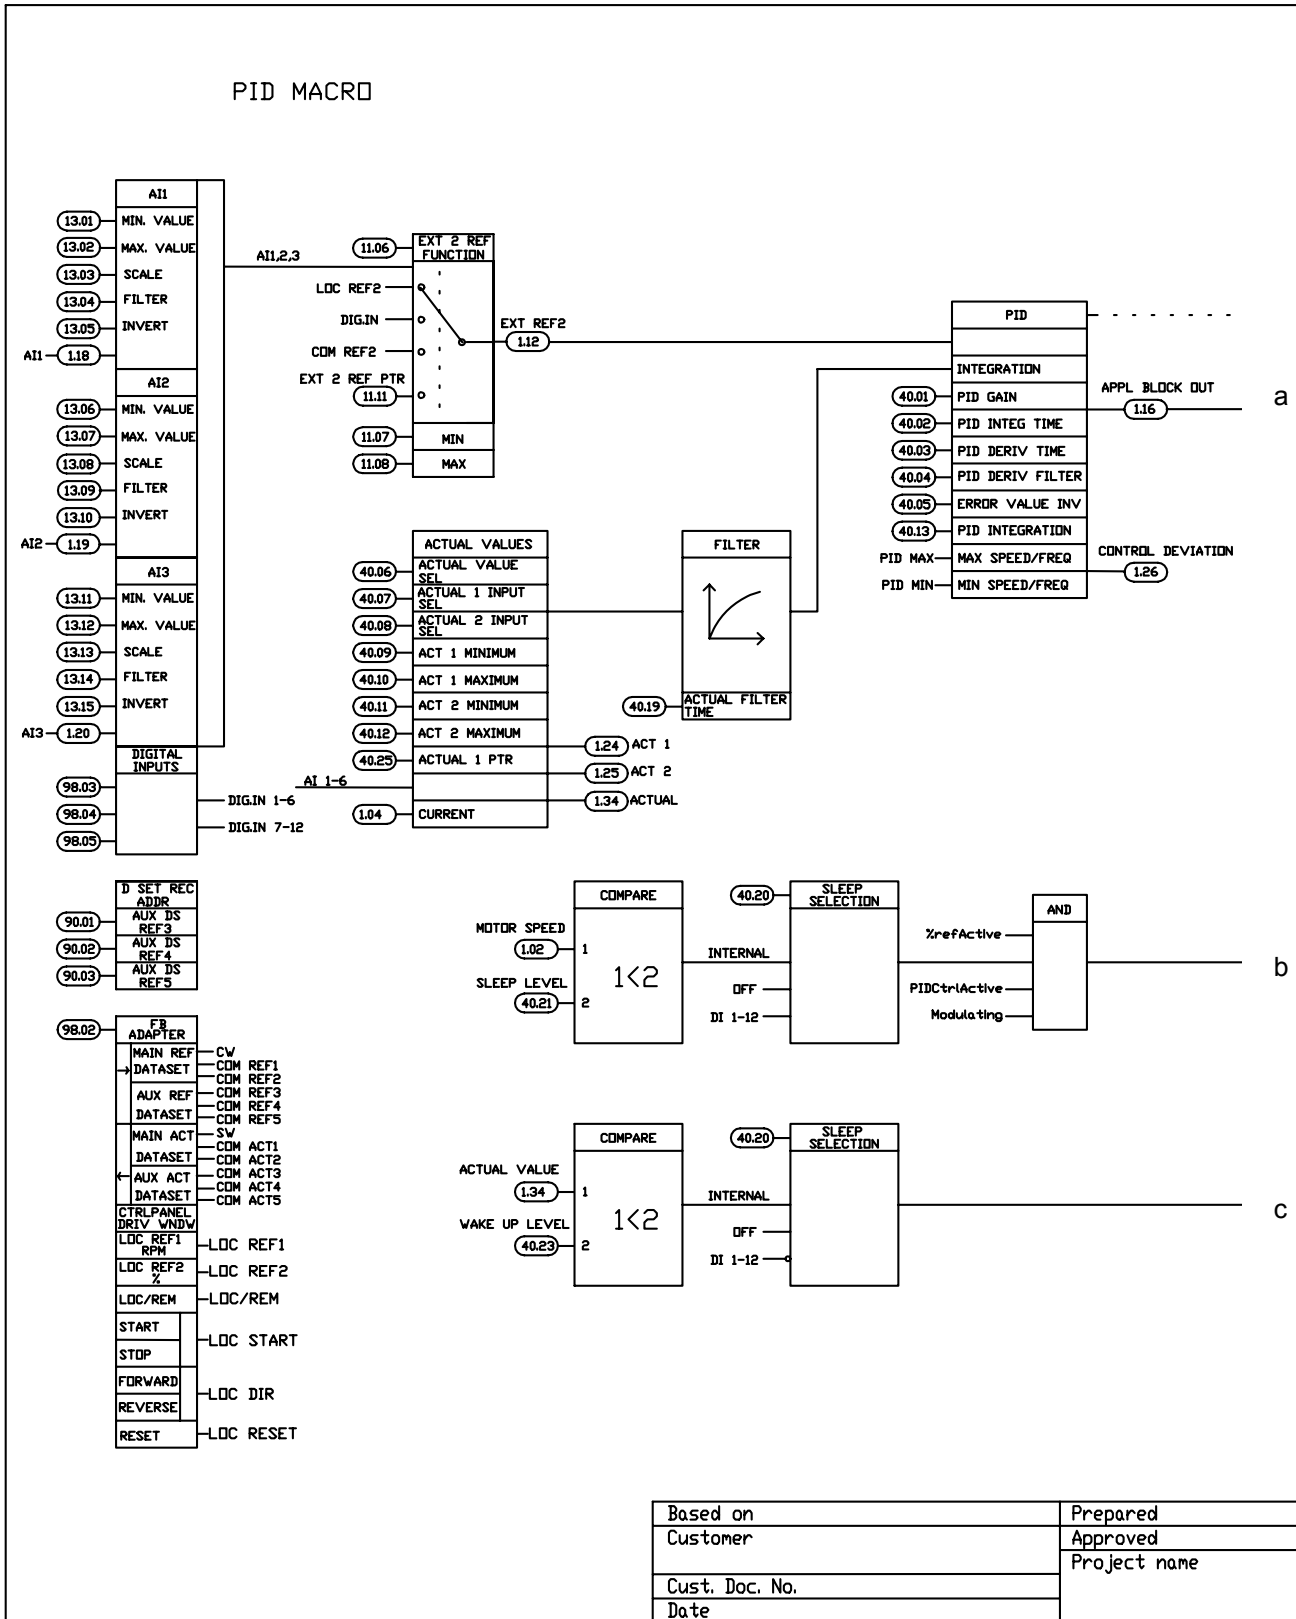 PID MACRO
AI1
13.01 MIN. VALUE
13.02 MAX. VALUE
13.03 SCALE
13.04 FILTER
13.05 INVERT
AI1 1.18
AI2
13.06 MIN. VALUE
13.07 MAX. VALUE
13.08 SCALE
13.09 FILTER
13.10 INVERT
AI2 1.19
AI3
13.11 MIN. VALUE
13.12 MAX. VALUE
13.13 SCALE
13.14 FILTER
13.15 INVERT
AI3 1.20
DIGITAL
INPUTS
98.03
98.04
98.05
DIG.IN 1-6
DIG.IN 7-12
AI1,2,3
11.06 EXT 2 REF
FUNCTION
LOC REF2
DIG.IN
COM REF2
EXT 2 REF PTR
11.11
11.07 MIN
11.08 MAX
EXT REF2
1.12
ACTUAL VALUES
40.06 ACTUAL VALUE
SEL
40.07 ACTUAL 1 INPUT
SEL
40.08 ACTUAL 2 INPUT
SEL
40.09 ACT 1 MINIMUM
40.10 ACT 1 MAXIMUM
40.11 ACT 2 MINIMUM
40.12 ACT 2 MAXIMUM
40.25 ACTUAL 1 PTR
AI 1-6
1.04 CURRENT
1.24 ACT 1
1.25 ACT 2
1.34 ACTUAL
FILTER
40.19 ACTUAL FILTER
TIME
PID
INTEGRATION
40.01 PID GAIN
40.02 PID INTEG TIME
40.03 PID DERIV TIME
40.04 PID DERIV FILTER
40.05 ERROR VALUE INV
40.13 PID INTEGRATION
PID MAX MAX SPEED/FREQ
PID MIN MIN SPEED/FREQ
APPL BLOCK OUT
1.16
a
CONTROL DEVIATION
1.26
D SET REC
ADDR
90.01 AUX DS
REF3
90.02 AUX DS
REF4
90.03 AUX DS
REF5
COMPARE
MOTOR SPEED
1.02 1
SLEEP LEVEL
40.21 2
1<2
40.20 SLEEP
SELECTION
INTERNAL
OFF
DI 1-12
AND
%refActive
PIDCtrlActive
Modulating
b
98.02 FB
ADAPTER
MAIN REF
DATASET
CW
COM REF1
COM REF2
AUX REF
DATASET
COM REF3
COM REF4
COM REF5
MAIN ACT
DATASET
SW
COM ACT1
COM ACT2
AUX ACT
DATASET
COM ACT3
COM ACT4
COM ACT5
CTRLPANEL
DRIV WNDW
LOC REF1
RPM
LOC REF1
LOC REF2
%
LOC REF2
LOC/REM LOC/REM
START
STOP
LOC START
FORWARD
REVERSE
LOC DIR
RESET LOC RESET
COMPARE
ACTUAL VALUE
1.34 1
WAKE UP LEVEL
40.23 2
1<2
40.20 SLEEP
SELECTION
INTERNAL
OFF
DI 1-12
c
Based on
Customer
Cust. Doc. No.
Date
Prepared
Approved
Project name